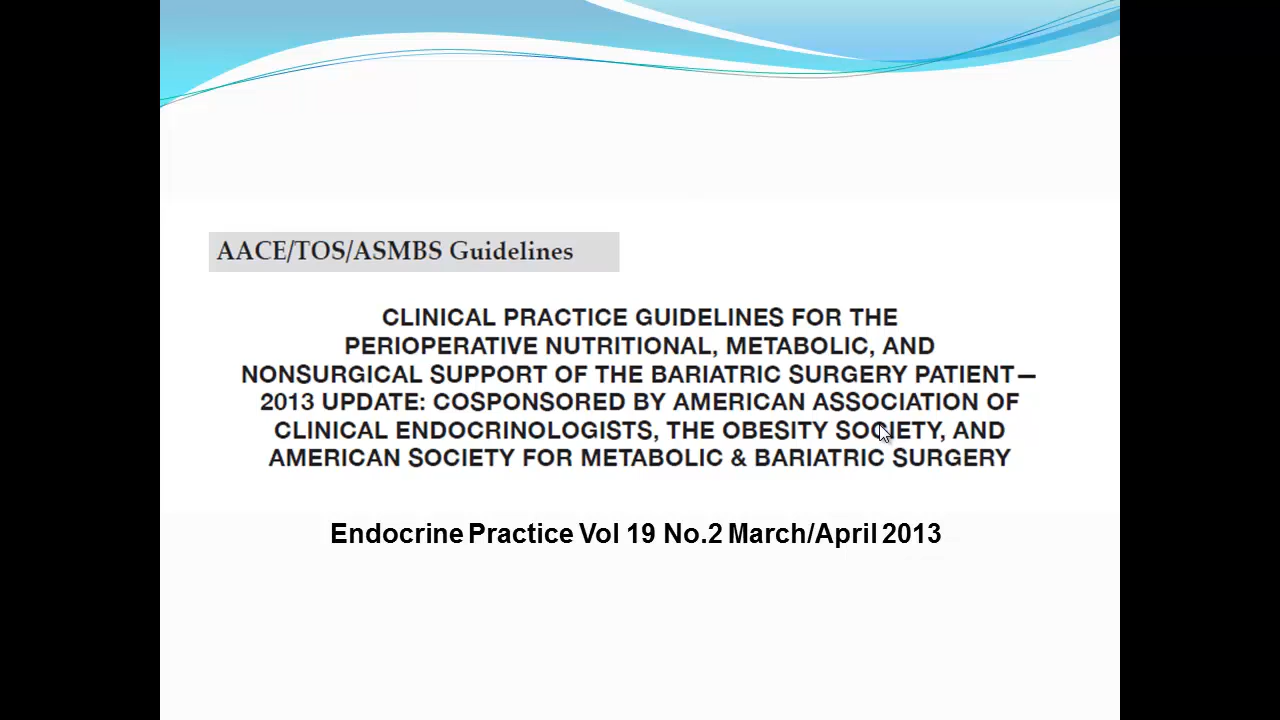 AACE/TOS/ASMBS Guidelines
CLINICAL PRACTICE GUIDELINES FOR THE
PERIOPERATIVE NUTRITIONAL, METABOLIC, AND
NONSURGICAL SUPPORT OF THE BARIATRIC SURGERY PATIENT—
2013 UPDATE: COSPONSORED BY AMERICAN ASSOCIATION OF
CLINICAL ENDOCRINOLOGISTS, THE OBESITY SOCIETY, AND
AMERICAN SOCIETY FOR METABOLIC & BARIATRIC SURGERY
Endocrine Practice Vol 19 No.2 March/April 2013